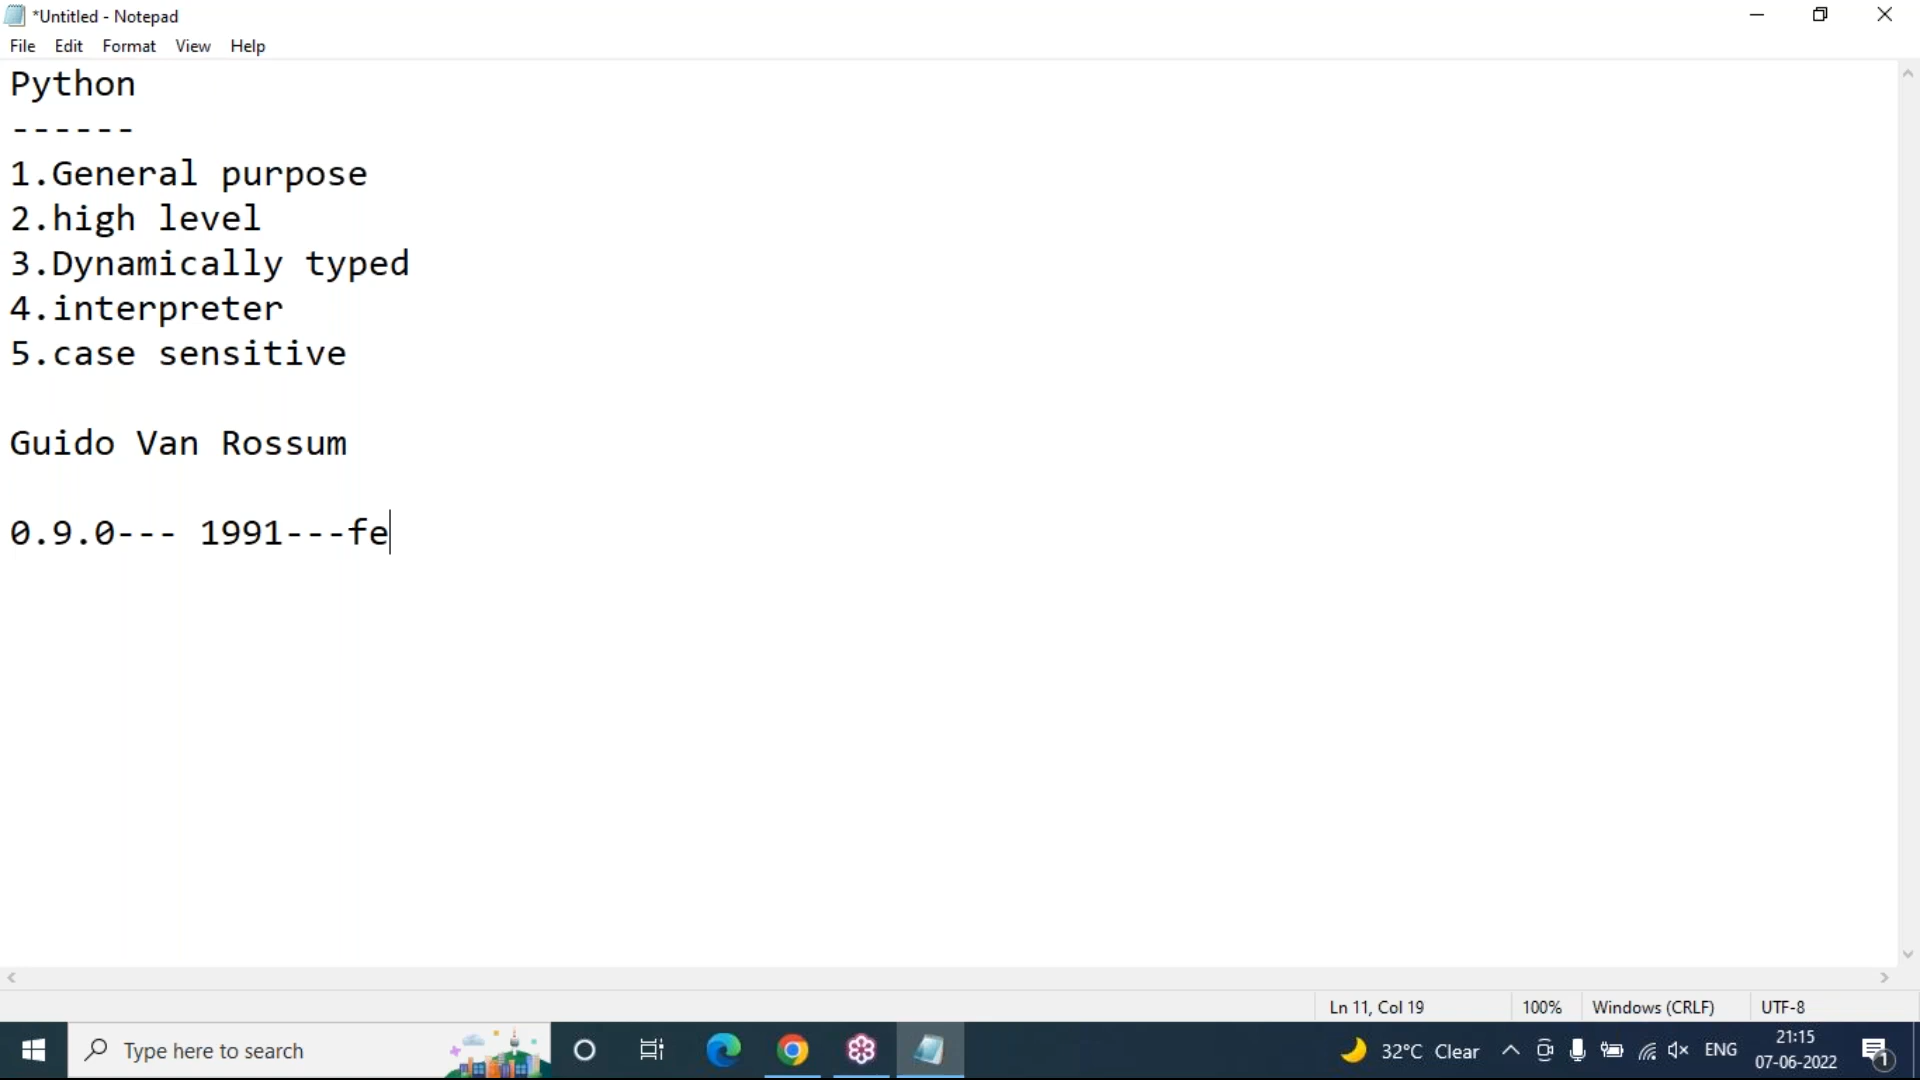 *Untitled - Notepad
File Edit Format View Help
Python
------
1.General purpose
2.high level
3.Dynamically typed
4.interpreter
5.case sensitive
Guido Van Rossum
0.9.0--- 1991---fe
Ln 11, Col 19 100% Windows (CRLF) UTF-8
Type here to search
32°C Clear
ENG
21:15
07-06-2022
1